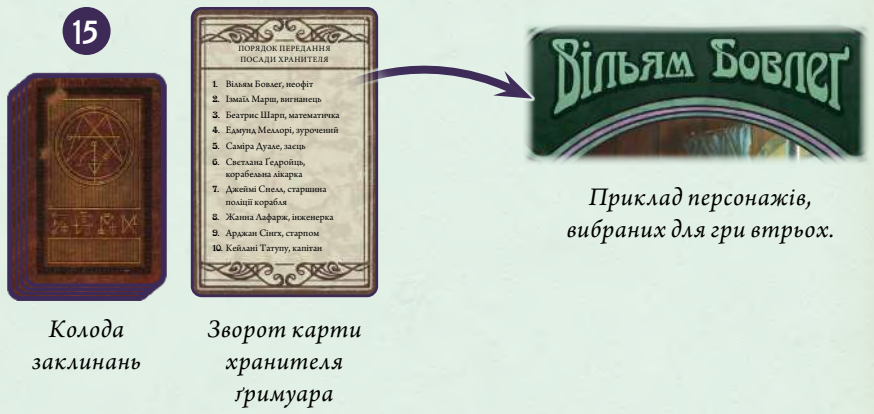 15
ПОРЯДОК ПЕРЕДАННЯ
ПОСАДИ ХРАНИТЕЛЯ
1. Вільям Бовлеґ, неофіт
2. Ізмаїл Марш, вигнанець
3. Беатрис Шарп, математичка
4. Едмунд Меллорі, зурочений
5. Саміра Дуале, заєць
6. Светлана Ґедройць,
корабельна лікарка
7. Джеймі Снелл, старшина
поліції корабля
8. Жанна Лафарж, інженерка
9. Арджан Сінгх, старпом
10. Кейлані Татупу, капітан
Вільям Бовлеґ
Приклад персонажів,
вибраних для гри втрьох.
Колода
заклинань
Зворот карти
хранителя
ґримуара